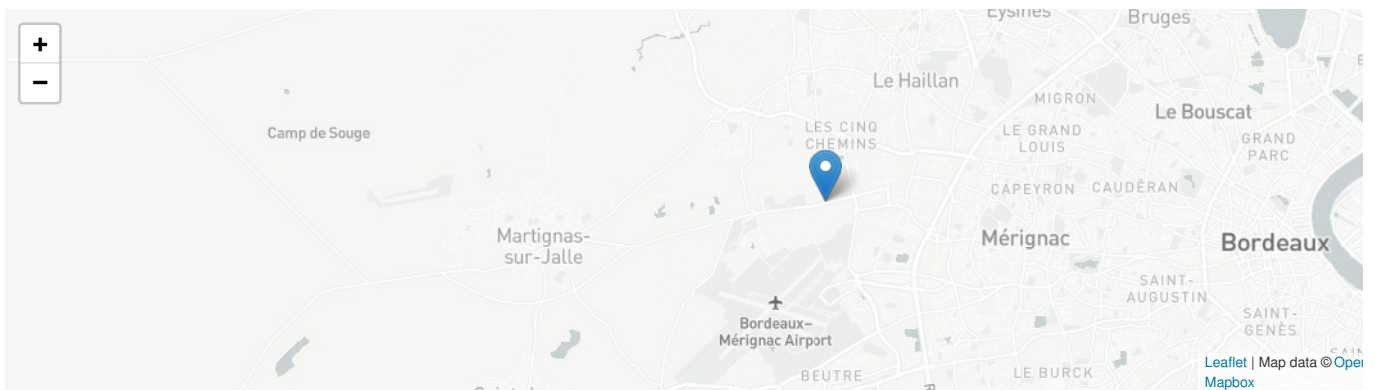 +
−
Eysines
Bruges
Le Haillan
MIGRON
Le Bouscat
Camp de Souge
LES CINQ
CHEMINS
LE GRAND
LOUIS
GRAND
PARC
CAPEYRON
CAUDÉRAN
Martignas-
sur-Jalle
Mérignac
Bordeaux
SAINT-
AUGUSTIN
Bordeaux–
Mérignac Airport
SAINT-
GENÈS
BEUTRE
LE BURCK
Leaflet | Map data © Ope
Mapbox